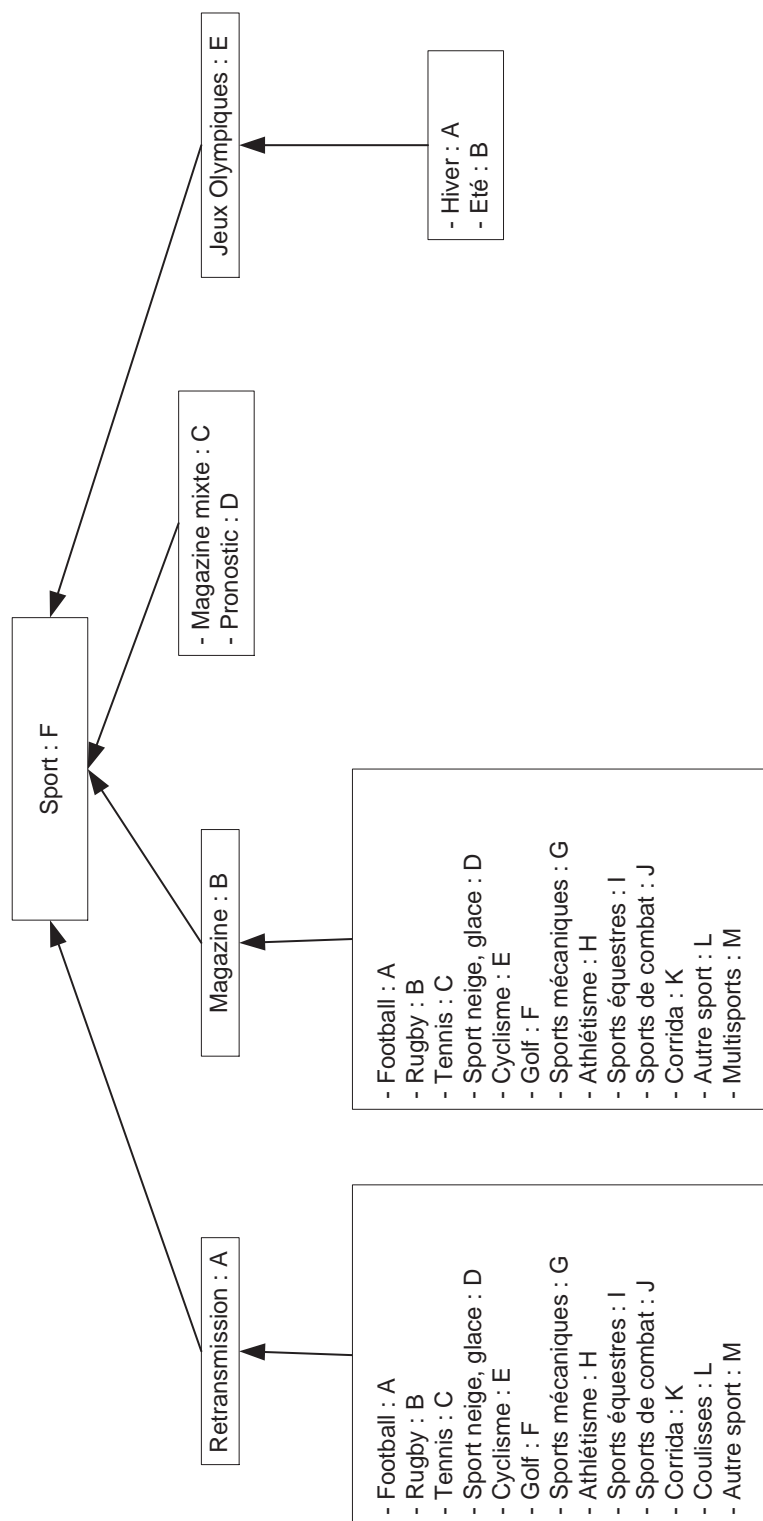 Sport : F
Retransmission : A
- Football : A
- Rugby : B
- Tennis : C
- Sport neige, glace : D
- Cyclisme : E
- Golf : F
- Sports mécaniques : G
- Athlétisme : H
- Sports équestres : I
- Sports de combat : J
- Corrida : K
- Coulisses : L
- Autre sport : M
Magazine : B
- Football : A
- Rugby : B
- Tennis : C
- Sport neige, glace : D
- Cyclisme : E
- Golf : F
- Sports mécaniques : G
- Athlétisme : H
- Sports équestres : I
- Sports de combat : J
- Corrida : K
- Autre sport : L
- Multisports : M
- Magazine mixte : C
- Pronostic : D
Jeux Olympiques : E
- Hiver : A
- Eté : B